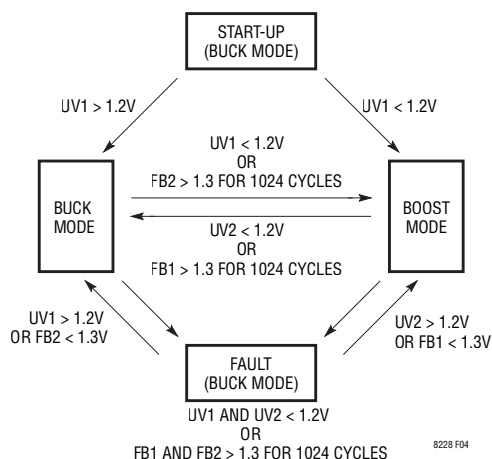 START-UP
(BUCK MODE)
UV1 > 1.2V
UV1 < 1.2V
UV1 < 1.2V
OR
FB2 > 1.3 FOR 1024 CYCLES
BUCK
MODE
BOOST
MODE
UV2 < 1.2V
OR
FB1 > 1.3 FOR 1024 CYCLES
UV1 > 1.2V
OR FB2 < 1.3V
UV2 > 1.2V
OR FB1 < 1.3V
FAULT
(BUCK MODE)
UV1 AND UV2 < 1.2V
OR
FB1 AND FB2 > 1.3 FOR 1024 CYCLES
8228 F04